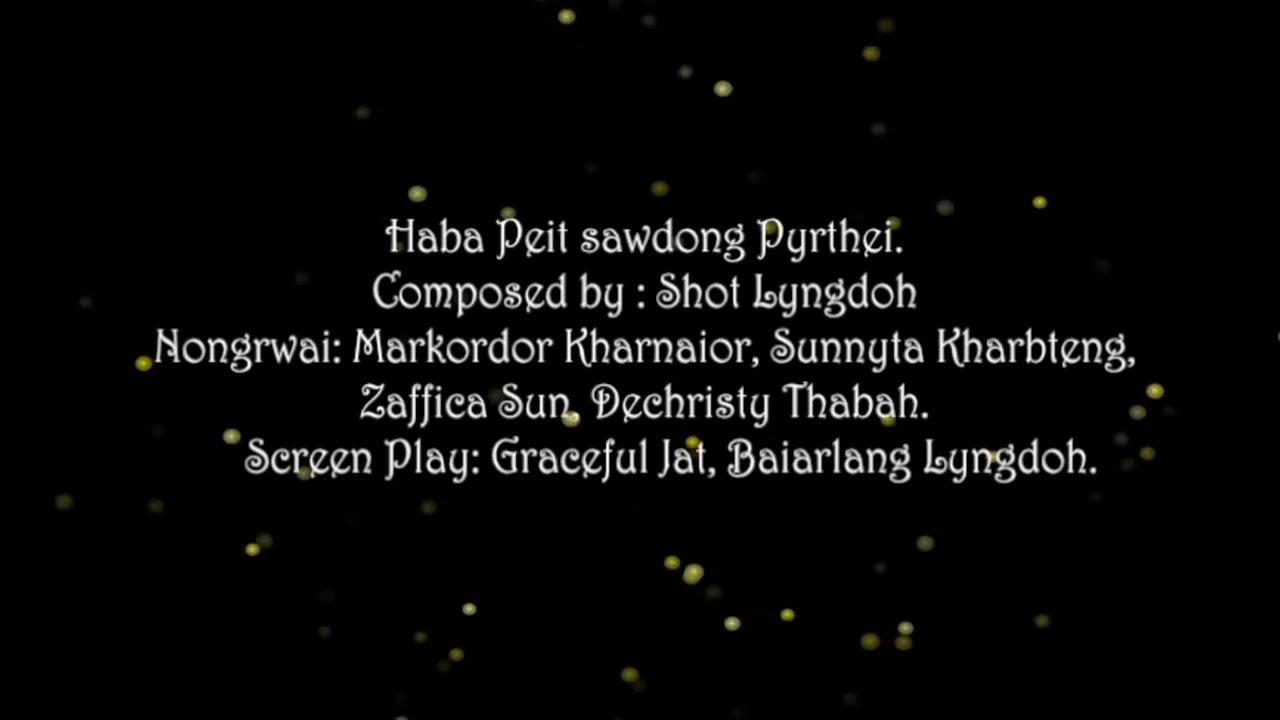 Haba Peit sawdong Pyrthei.
Composed by : Shot Lyngdoh
Nongrwai: Markordor Kharnaior, Sunnyta Kharbteng,
Zaffica Sun, Dechristy Thabah.
Screen Play: Graceful Jat, Baiarlang Lyngdoh.